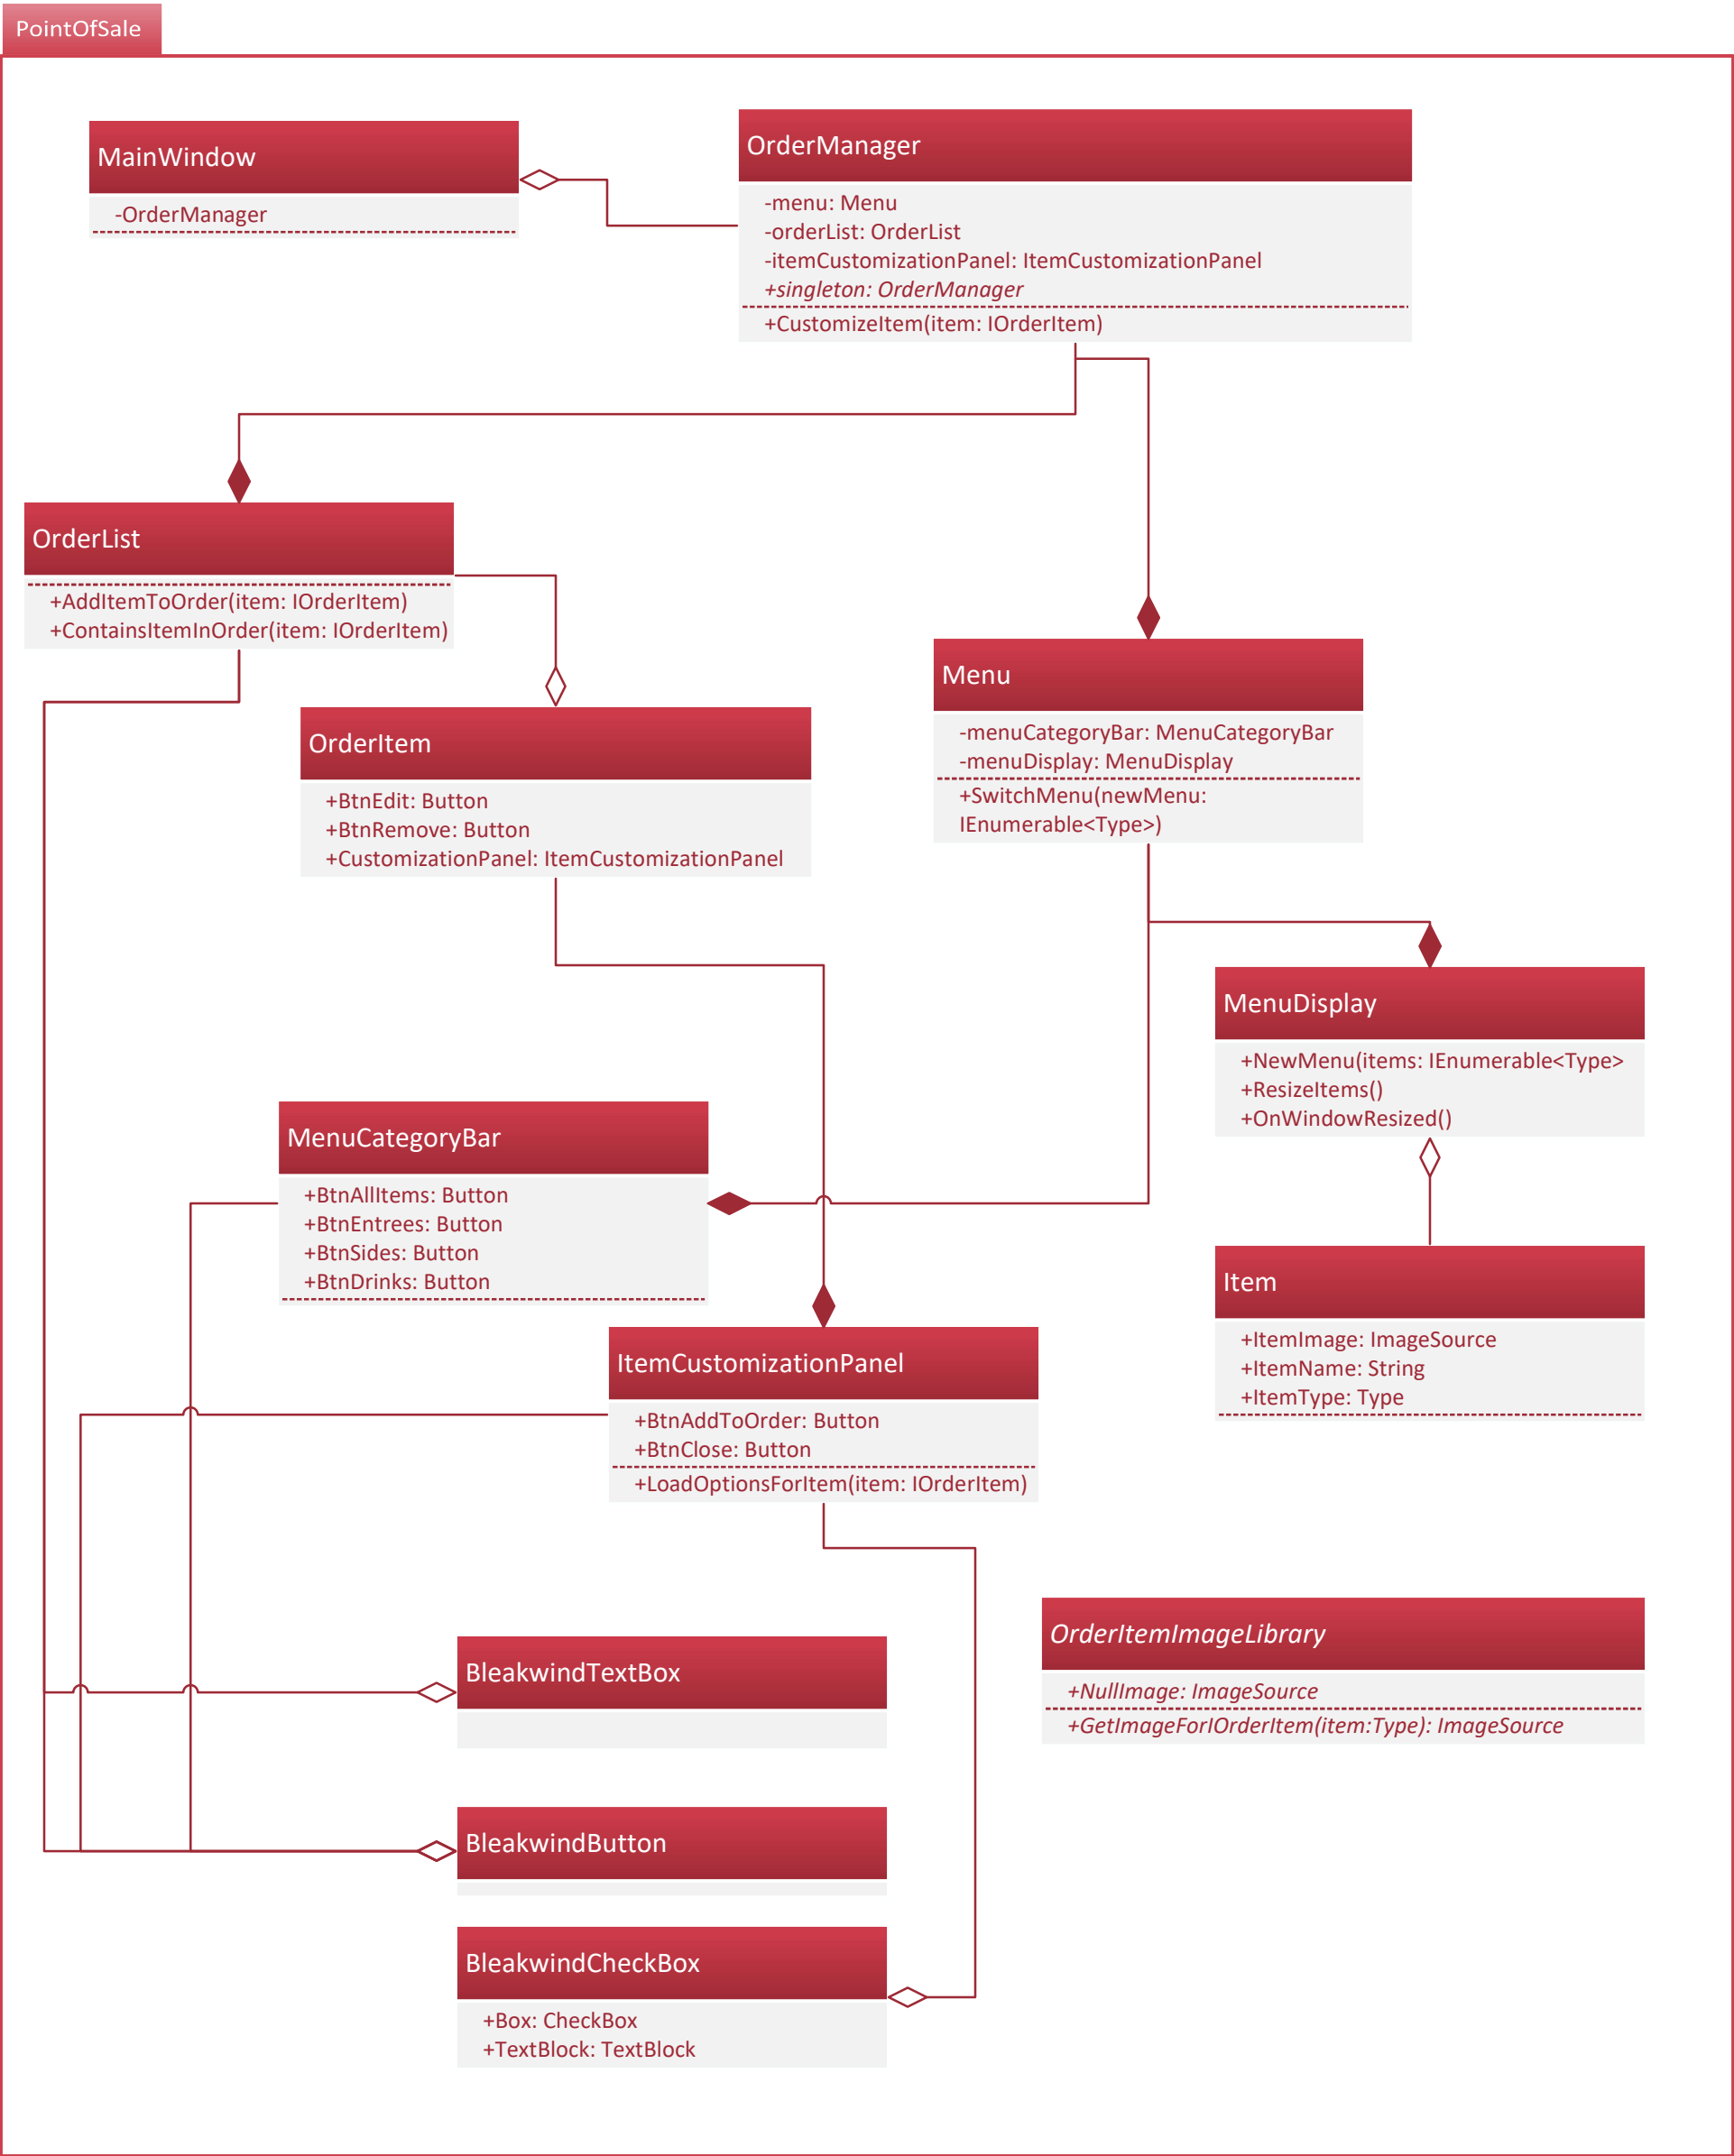 PointOfSale
MainWindow
-OrderManager
OrderManager
-menu: Menu
-orderList: OrderList
-itemCustomizationPanel: ItemCustomizationPanel
+singleton: OrderManager
+CustomizeItem(item: IOrderItem)
OrderList
+AddItemToOrder(item: IOrderItem)
+ContainsItemInOrder(item: IOrderItem)
OrderItem
+BtnEdit: Button
+BtnRemove: Button
+CustomizationPanel: ItemCustomizationPanel
Menu
-menuCategoryBar: MenuCategoryBar
-menuDisplay: MenuDisplay
+SwitchMenu(newMenu:
IEnumerable<Type>)
MenuDisplay
+NewMenu(items: IEnumerable<Type>
+ResizeItems()
+OnWindowResized()
MenuCategoryBar
+BtnAllItems: Button
+BtnEntrees: Button
+BtnSides: Button
+BtnDrinks: Button
Item
+ItemImage: ImageSource
+ItemName: String
+ItemType: Type
ItemCustomizationPanel
+BtnAddToOrder: Button
+BtnClose: Button
+LoadOptionsForItem(item: IOrderItem)
OrderItemImageLibrary
+NullImage: ImageSource
+GetImageForIOrderItem(item:Type): ImageSource
BleakwindTextBox
BleakwindButton
BleakwindCheckBox
+Box: CheckBox
+TextBlock: TextBlock